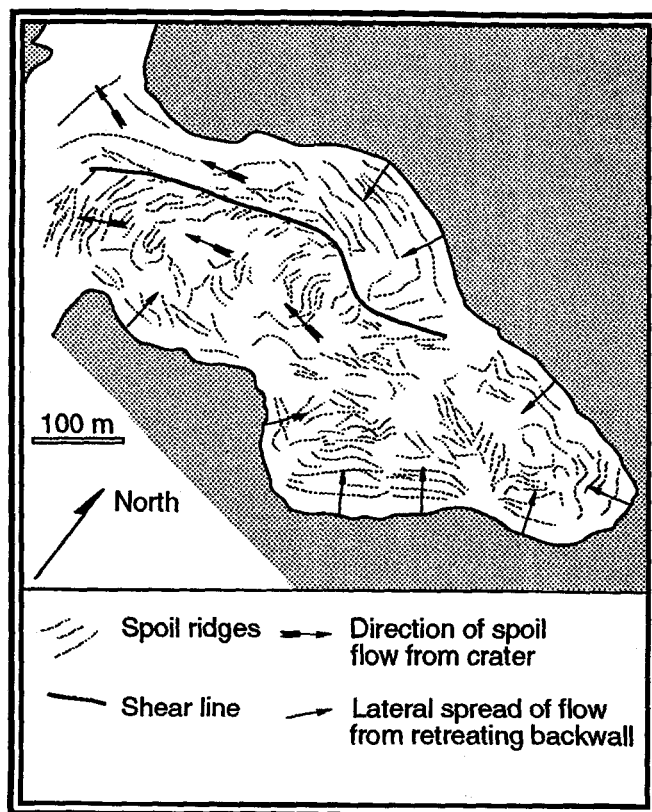 100 m
North
Spoil ridges
Direction of spoil
flow from crater
Shear line
Lateral spread of flow
from retreating backwall